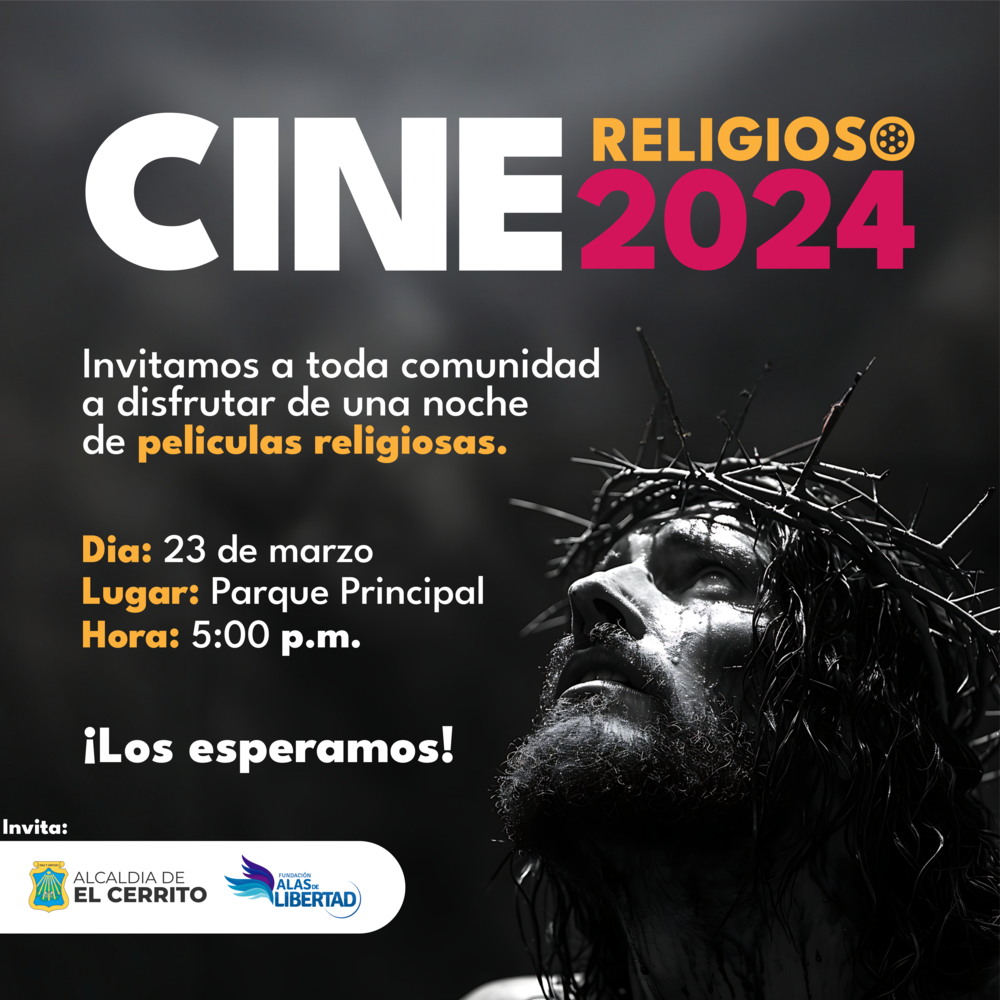 CINE RELIGIOSO
2024
Invitamos a toda comunidad
a disfrutar de una noche
de peliculas religiosas.
Dia: 23 de marzo
Lugar: Parque Principal
Hora: 5:00 p.m.
¡Los esperamos!
Invita:
ALCALDIA DE
EL CERRITO
FUNDACIÓN
ALAS DE
LIBERTAD